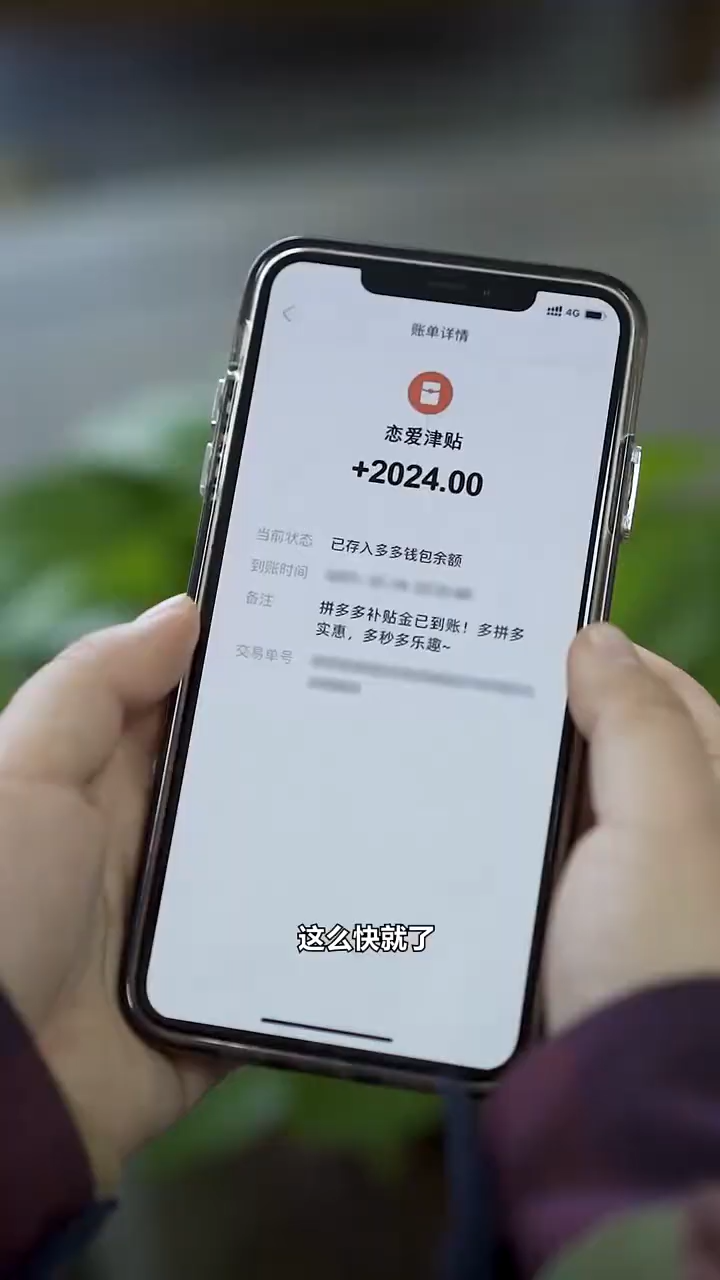 4G
账单详情
恋爱津贴
+2024.00
当前状态 已存入多多钱包余额
到账时间
备注 拼多多补贴金已到账！多拼多
实惠，多秒多乐趣~
交易单号
这么快就了